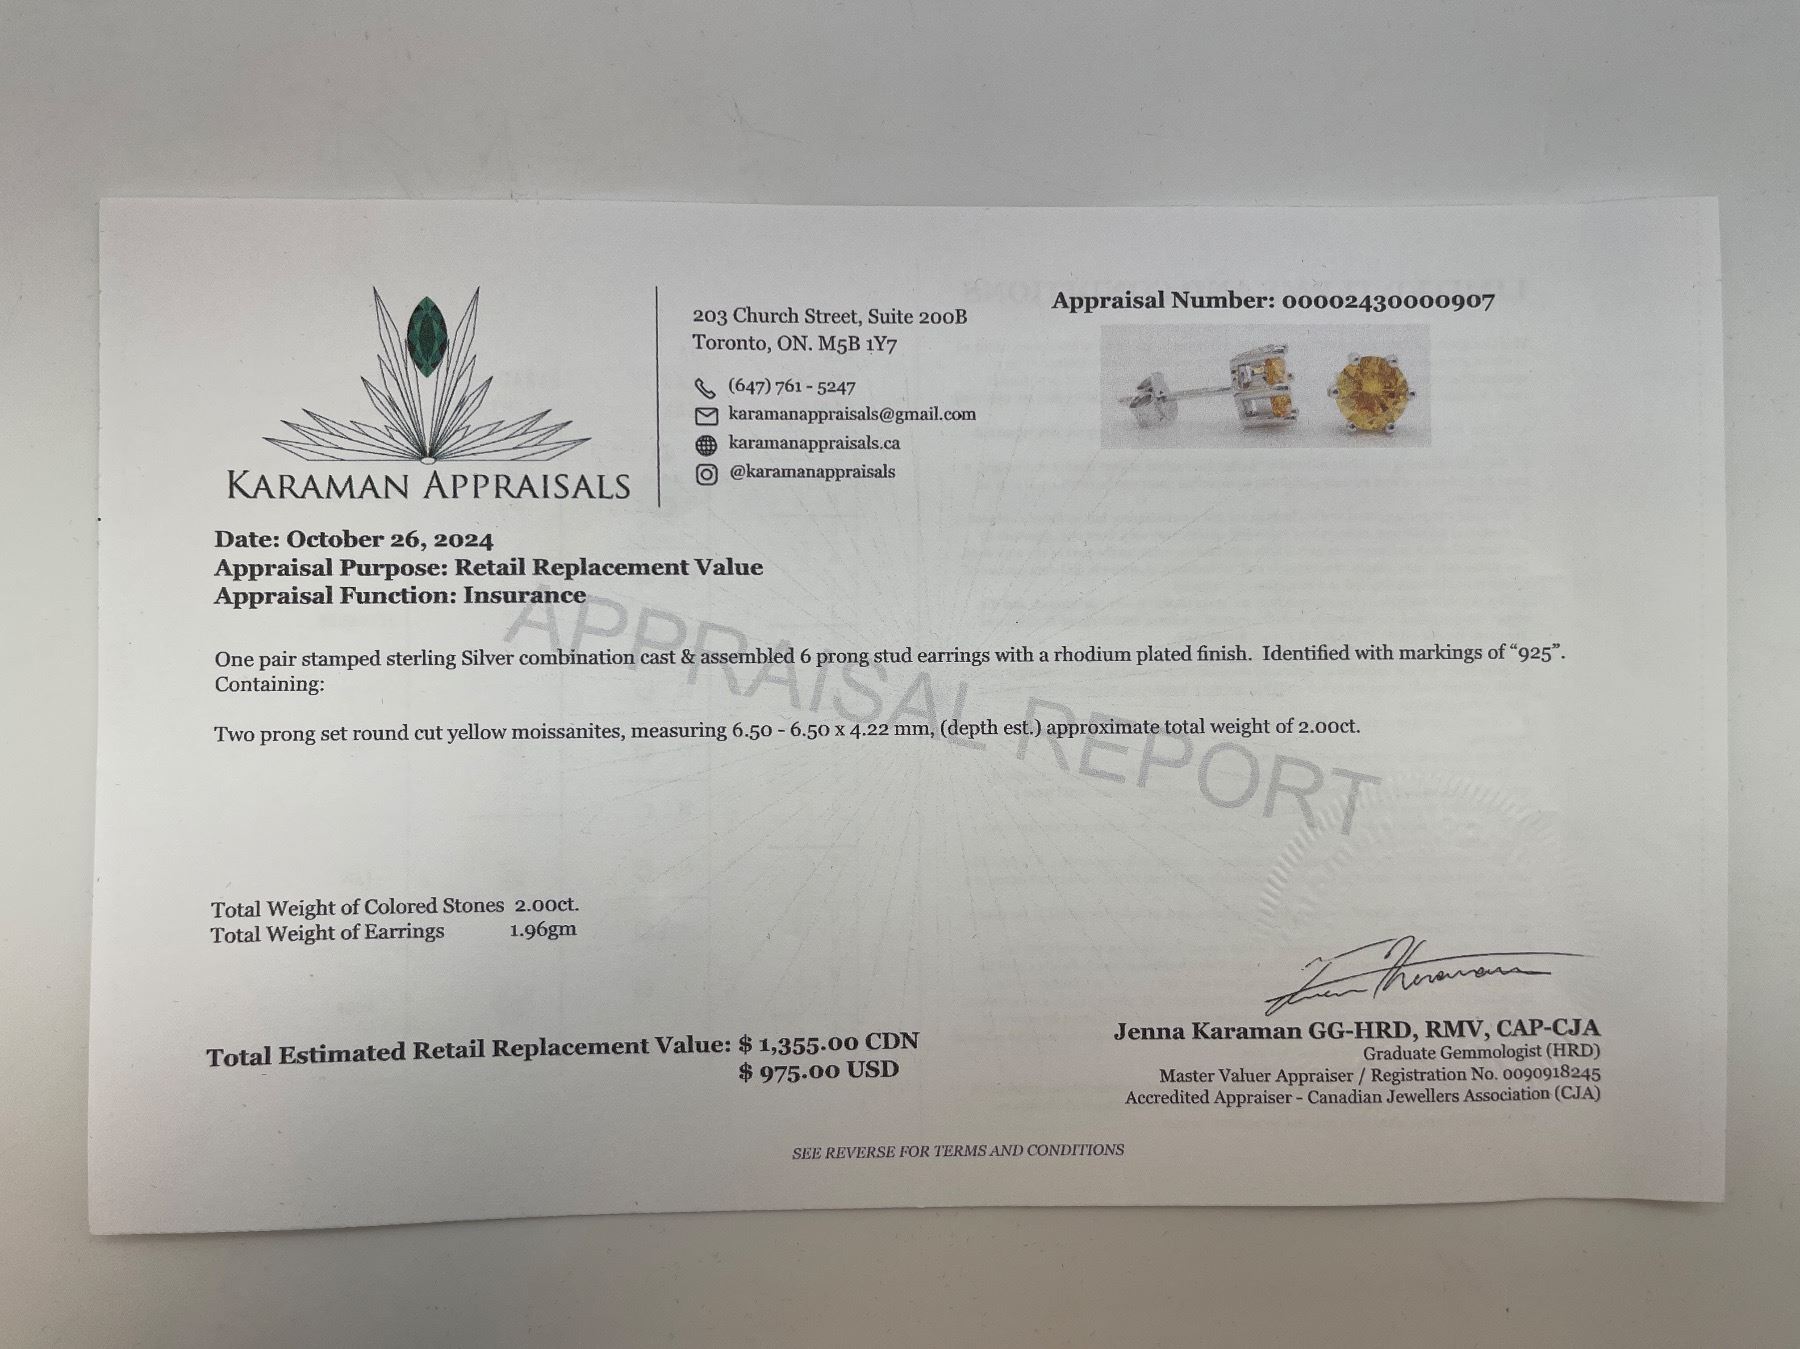 KARAMAN APPRAISALS
203 Church Street, Suite 200B
Toronto, ON. M5B 1Y7
(647) 761 - 5247
karamanappraisals@gmail.com
karamanappraisals.ca
@karamanappraisals
Appraisal Number: 00002430000907
Date: October 26, 2024
Appraisal Purpose: Retail Replacement Value
Appraisal Function: Insurance
APPRAISAL REPORT
One pair stamped sterling Silver combination cast & assembled 6 prong stud earrings with a rhodium plated finish. Identified with markings of “925”.
Containing:
Two prong set round cut yellow moissanites, measuring 6.50 - 6.50 x 4.22 mm, (depth est.) approximate total weight of 2.00ct.
Total Weight of Colored Stones 2.00ct.
Total Weight of Earrings 1.96gm
Total Estimated Retail Replacement Value: $ 1,355.00 CDN
$ 975.00 USD
Jenna Karaman GG-HRD, RMV, CAP-CJA
Graduate Gemmologist (HRD)
Master Valuer Appraiser / Registration No. 0090918245
Accredited Appraiser - Canadian Jewellers Association (CJA)
SEE REVERSE FOR TERMS AND CONDITIONS